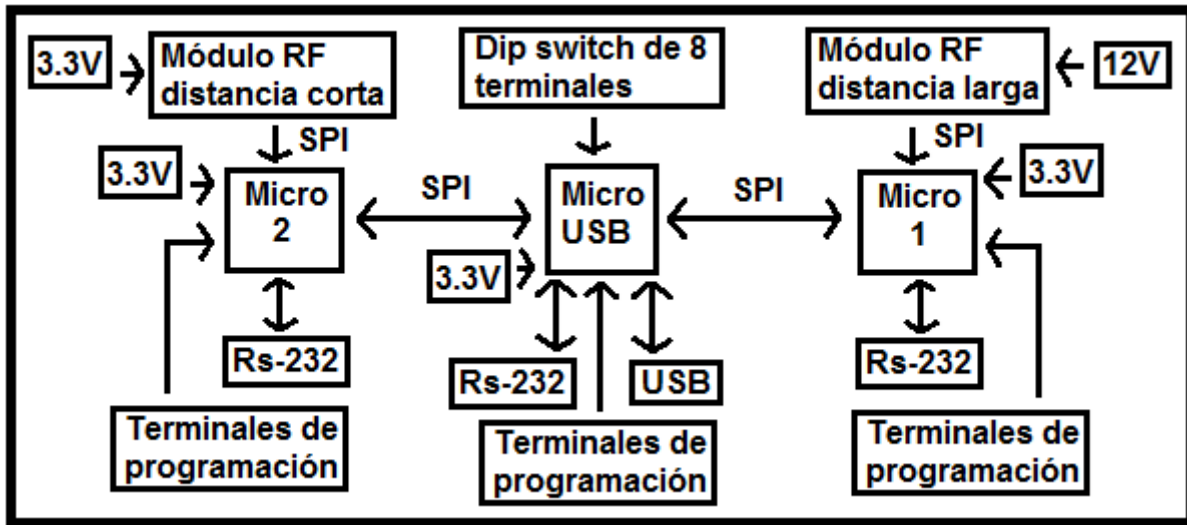 3.3V
Módulo RF
distancia corta
Dip switch de 8
terminales
Módulo RF
distancia larga
12V
SPI
SPI
3.3V
Micro
2
SPI
Micro
USB
SPI
Micro
1
3.3V
3.3V
Rs-232
Rs-232
USB
Rs-232
Terminales de
programación
Terminales de
programación
Terminales de
programación